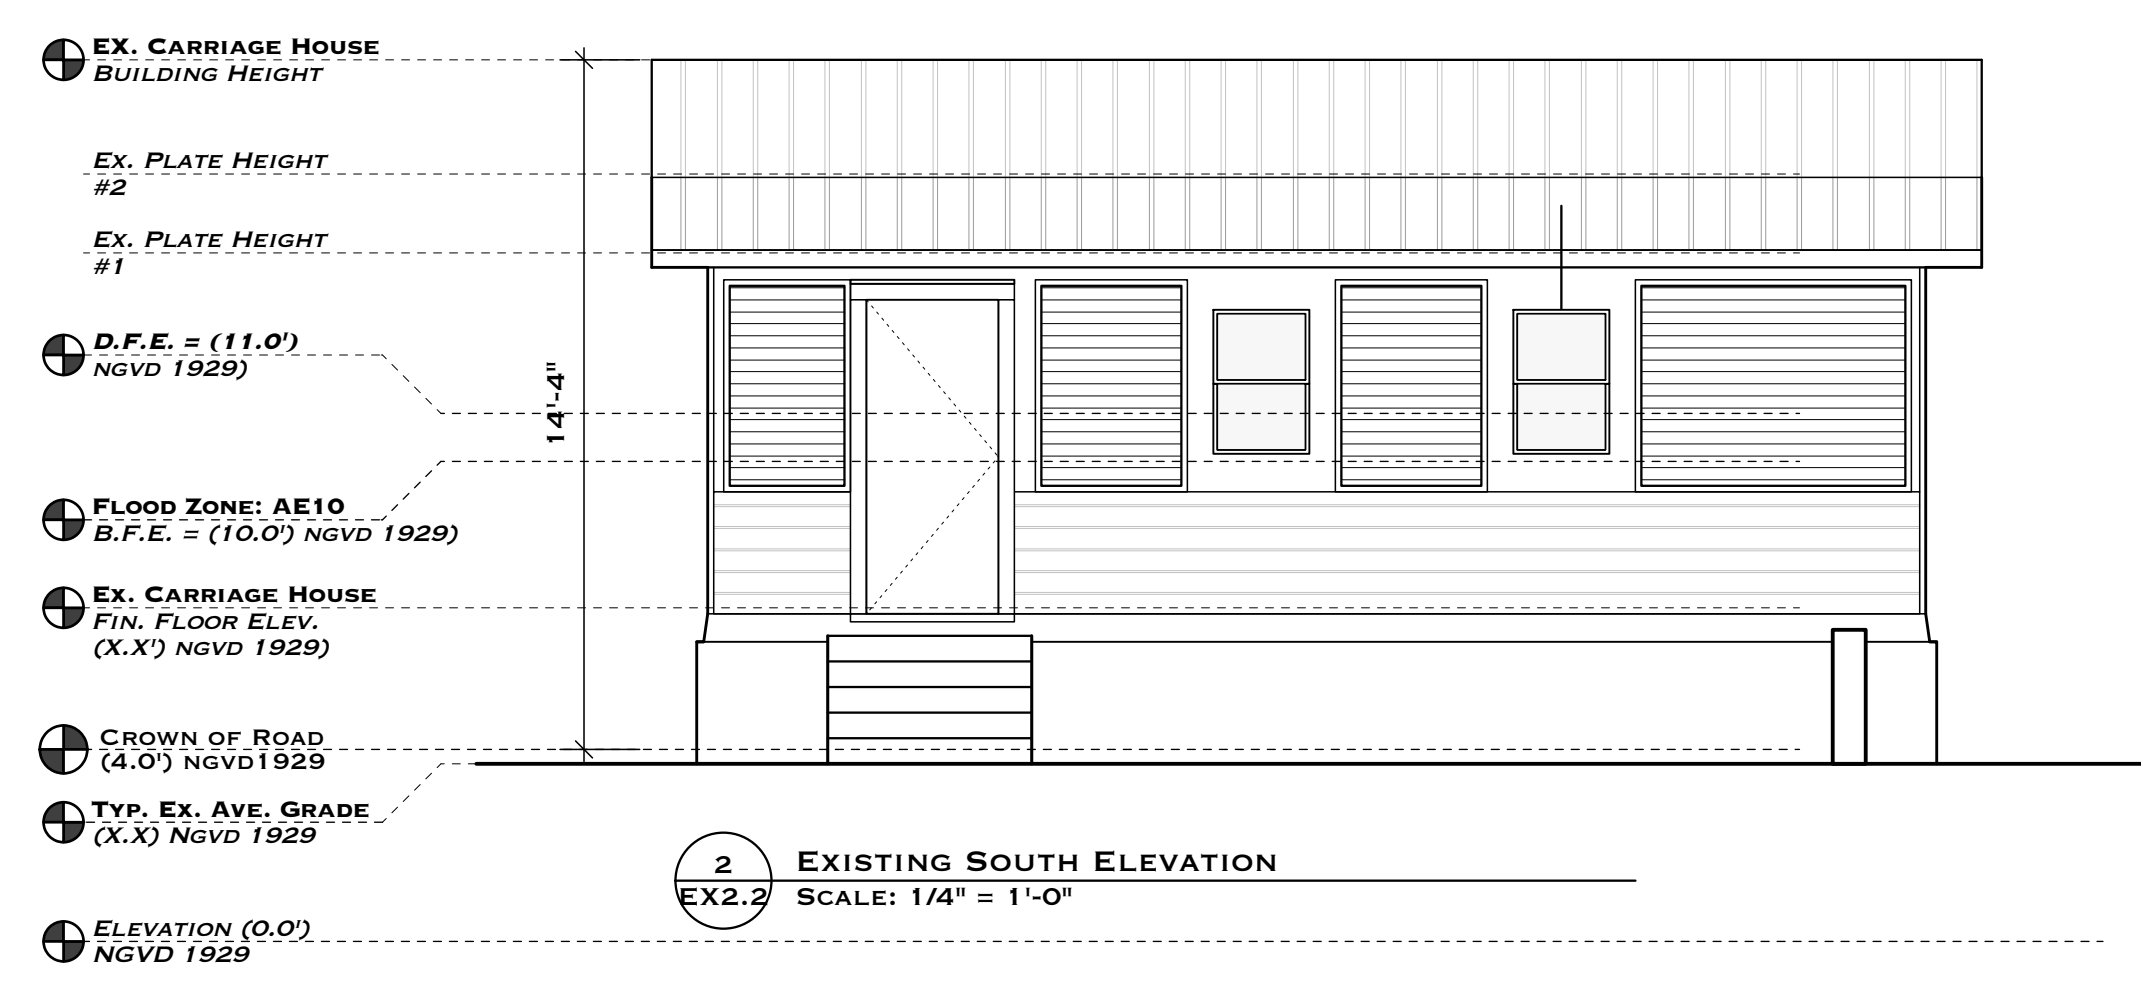 EX. CARRIAGE HOUSE
BUILDING HEIGHT
EX. PLATE HEIGHT
#2
EX. PLATE HEIGHT
#1
D.F.E. = (11.0')
NGVD 1929)
14'-4"
FLOOD ZONE: AE10
B.F.E. = (10.0') NGVD 1929)
EX. CARRIAGE HOUSE
FIN. FLOOR ELEV.
(X.X') NGVD 1929)
CROWN OF ROAD
(4.0') NGVD1929
TYP. EX. AVE. GRADE
(X.X) NGVD 1929
2
EX2.2
EXISTING SOUTH ELEVATION
SCALE: 1/4" = 1'-0"
ELEVATION (0.0')
NGVD 1929